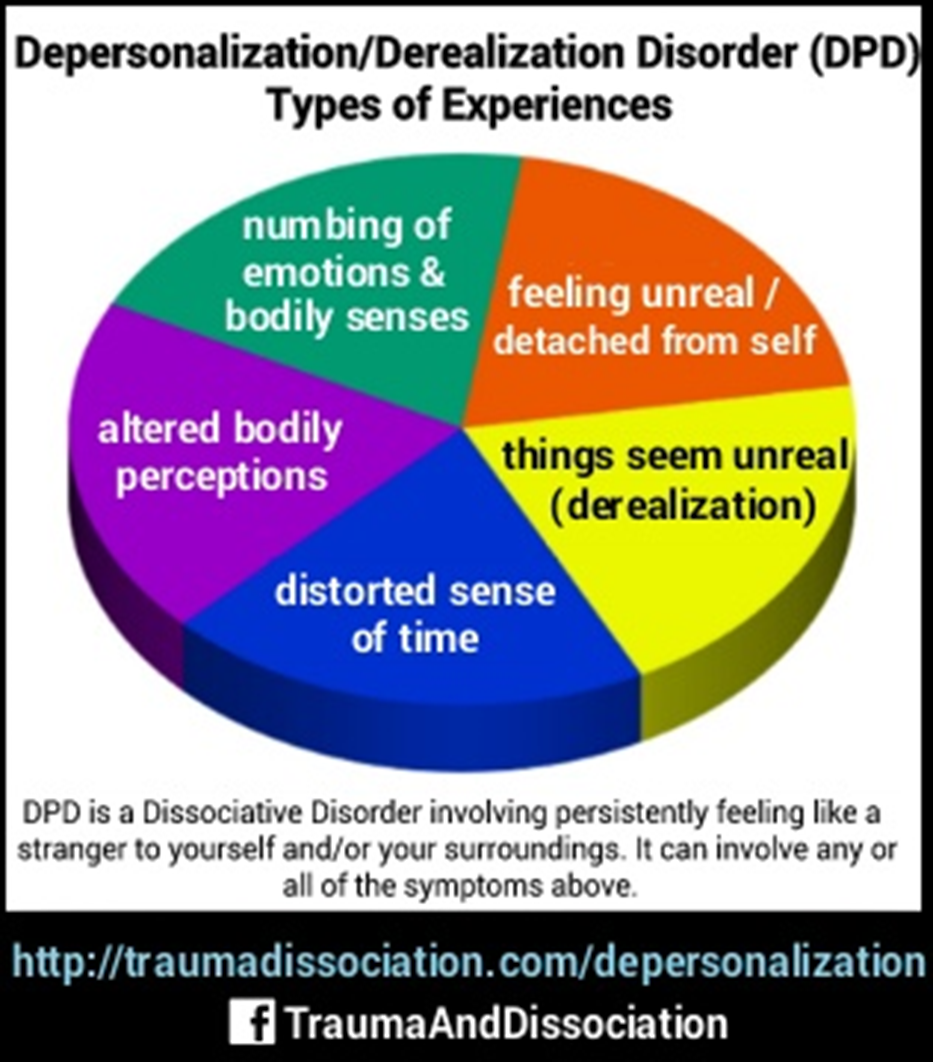 Depersonalization/Derealization Disorder (DPD)
Types of Experiences
numbing of
emotions &
bodily senses
feeling unreal /
detached from self
altered bodily
perceptions
things seem unreal
(derealization)
distorted sense
of time
DPD is a Dissociative Disorder involving persistently feeling like a
stranger to yourself and/or your surroundings. It can involve any or
all of the symptoms above.
http://traumadissociation.com/depersonalization
f TraumaAndDissociation